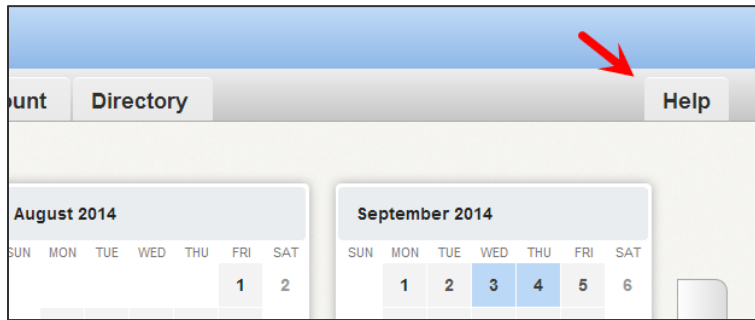 ount Directory Help
August 2014 September 2014
SUN MON TUE WED THU FRI SAT SUN MON TUE WED THU FRI SAT
1 2 1 2 3 4 5 6